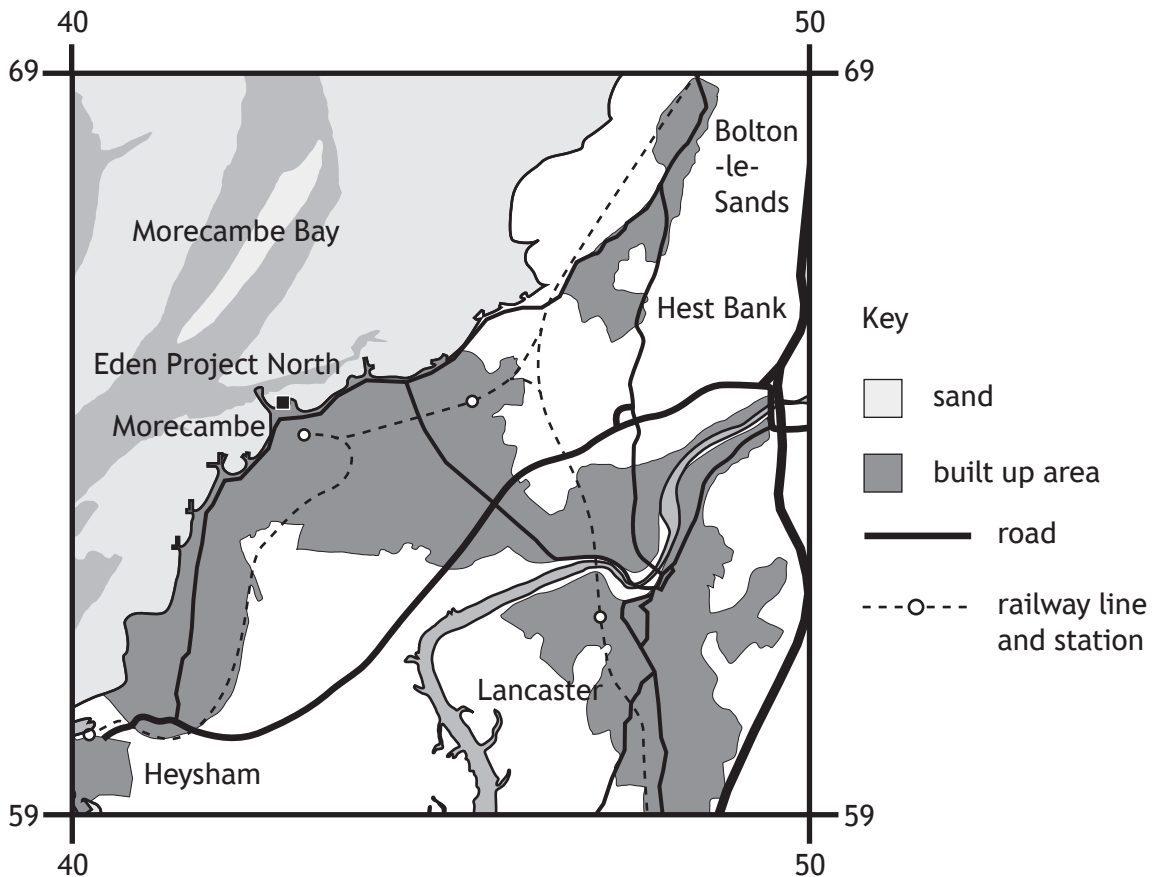 40
50
69
69
Bolton
-le-
Sands
Morecambe Bay
Hest Bank
Eden Project North
Morecambe
Lancaster
Heysham
59
59
40
50
Key
sand
built up area
road
railway line
and station